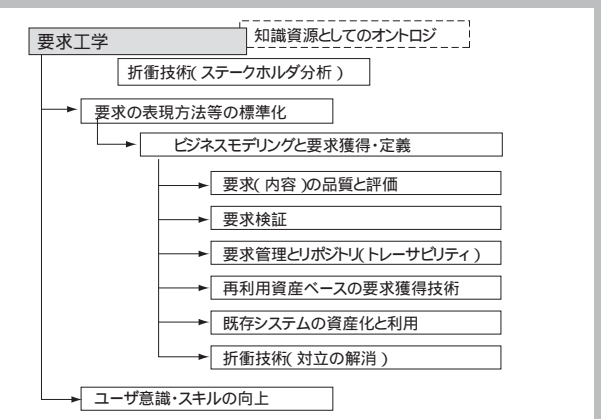 要求工学
知識資源としてのオントロジ
折衝技術(ステークホルダ分析)
要求の表現方法等の標準化
ビジネスモデリングと要求獲得・定義
要求(内容)の品質と評価
要求検証
要求管理とリポジトリ(トレーサビリティ)
再利用資産ベースの要求獲得技術
既存システムの資産化と利用
折衝技術(対立の解消)
ユーザ意識・スキルの向上